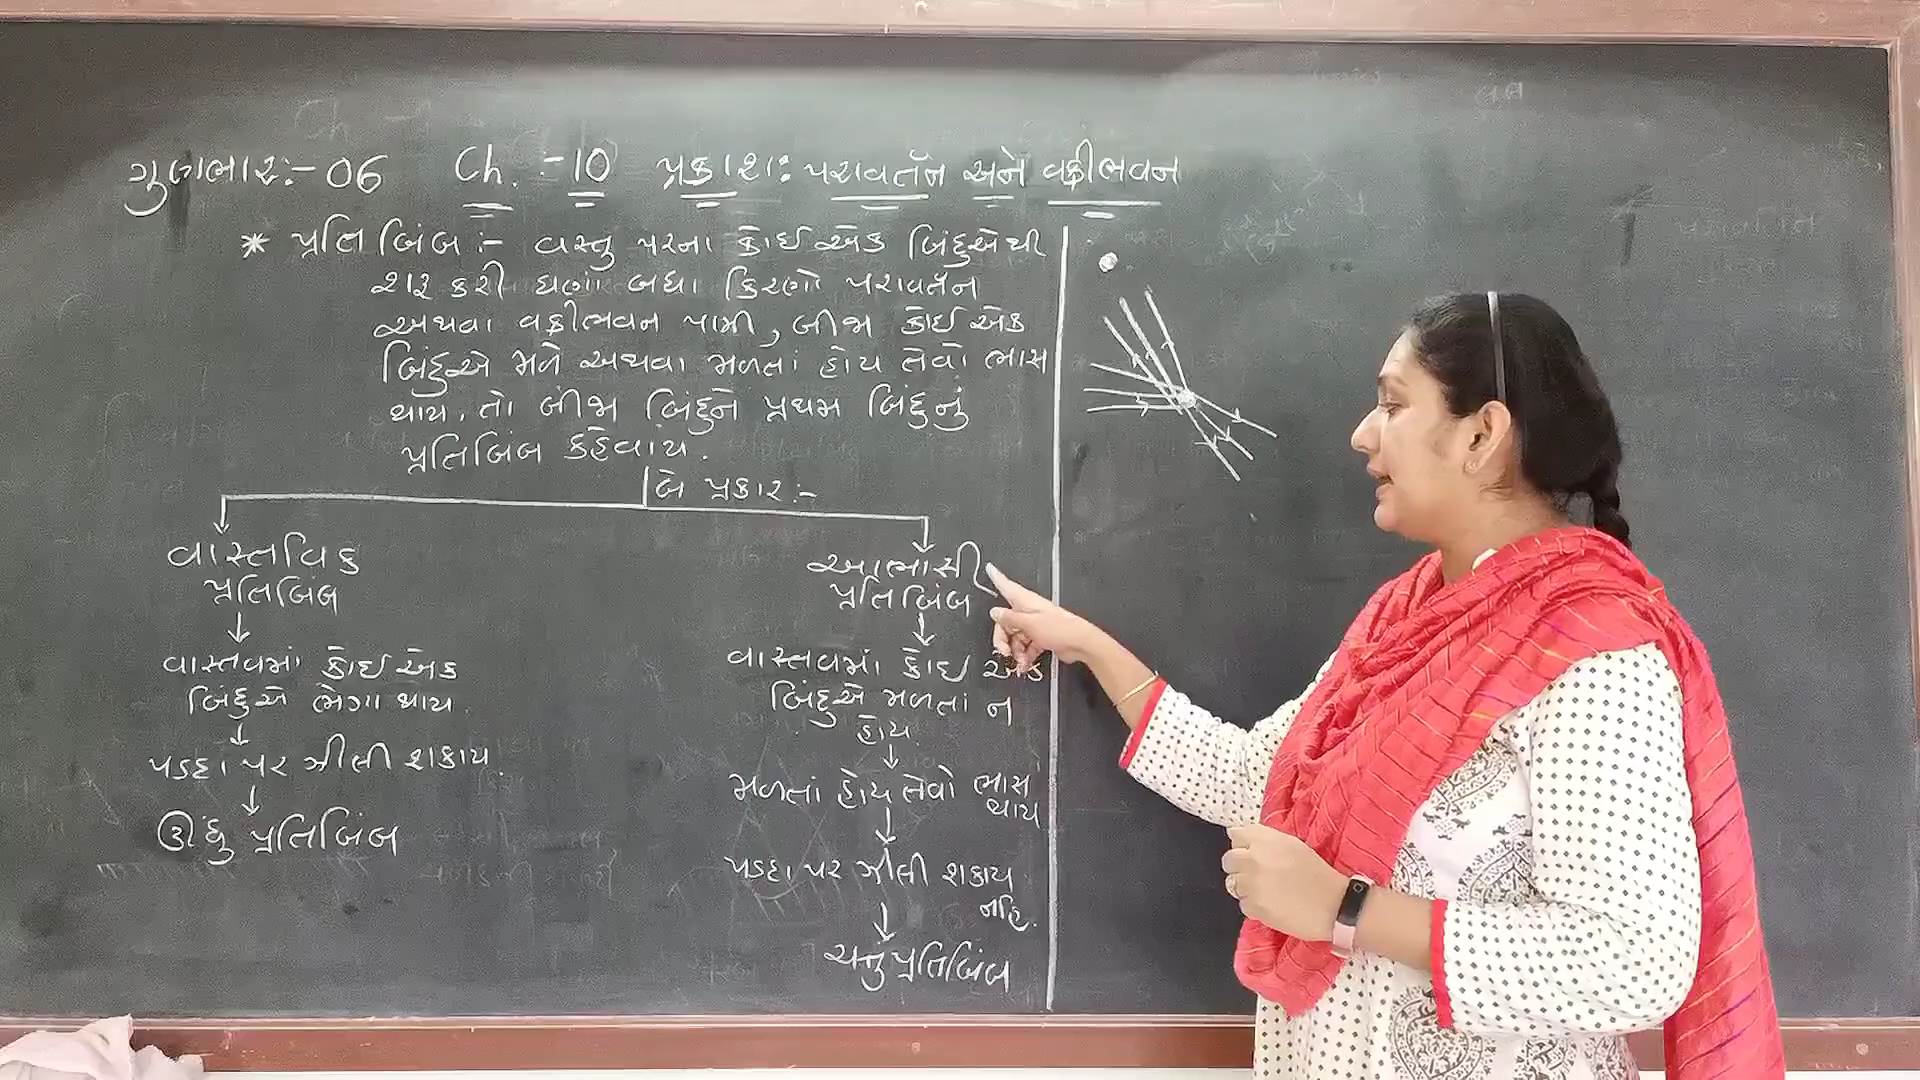 ગુણભાર:-06 Ch. :-10 પ્રકાશ: પરાવર્તન અને વક્રીભવન
* પ્રતિબિંબ :- વસ્તુ પરના કોઈ એક બિંદુએથી
શરૂ કરી ઘણાં બધા કિરણો પરાવર્તન
અથવા વક્રીભવન પામી, બીજા કોઈ એક
બિંદુએ મળે અથવા મળતાં હોય તેવો ભાસ
થાય. તો બીજા બિંદુને પ્રથમ બિંદુનું
પ્રતિબિંબ કહેવાય.
બે પ્રકાર :-
વાસ્તવિક
પ્રતિબિંબ
વાસ્તવમાં કોઈ એક
બિંદુએ ભેગા થાય.
પડદા પર ઝીલી શકાય.
ઊંધુ પ્રતિબિંબ
આભાસી
પ્રતિબિંબ
વાસ્તવમાં કોઈ એક
બિંદુએ મળતાં ન
હોય.
મળતાં હોય તેવો ભાસ
થાય
પડદા પર ઝીલી શકાય
નહિ.
ચત્તું પ્રતિબિંબ